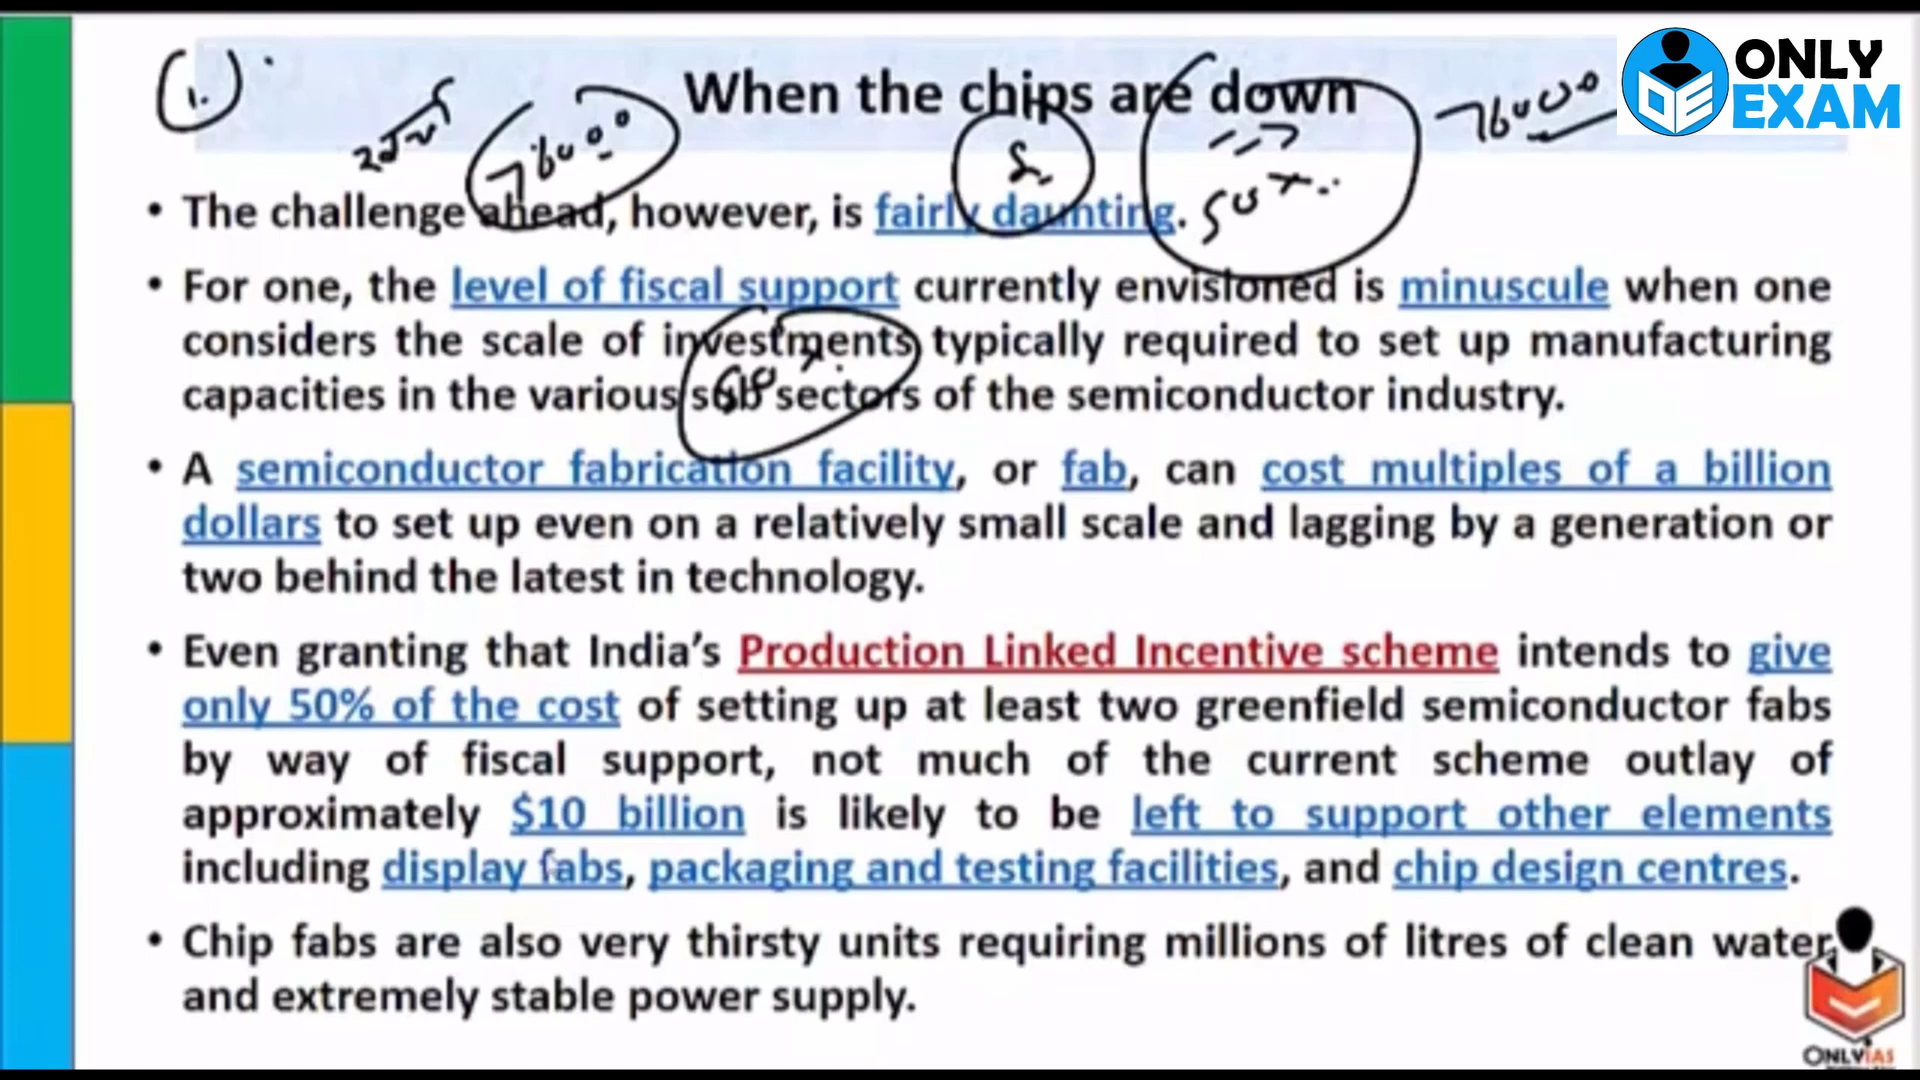 ONLY
EXAM
OE
1.
When the chips are down
76000
76000
2
50%
• The challenge ahead, however, is fairly daunting.
• For one, the level of fiscal support currently envisioned is minuscule when one
considers the scale of investments typically required to set up manufacturing
capacities in the various sub sectors of the semiconductor industry.
• A semiconductor fabrication facility, or fab, can cost multiples of a billion
dollars to set up even on a relatively small scale and lagging by a generation or
two behind the latest in technology.
• Even granting that India’s Production Linked Incentive scheme intends to give
only 50% of the cost of setting up at least two greenfield semiconductor fabs
by way of fiscal support, not much of the current scheme outlay of
approximately $10 billion is likely to be left to support other elements
including display fabs, packaging and testing facilities, and chip design centres.
• Chip fabs are also very thirsty units requiring millions of litres of clean water
and extremely stable power supply.
ONLYIAS